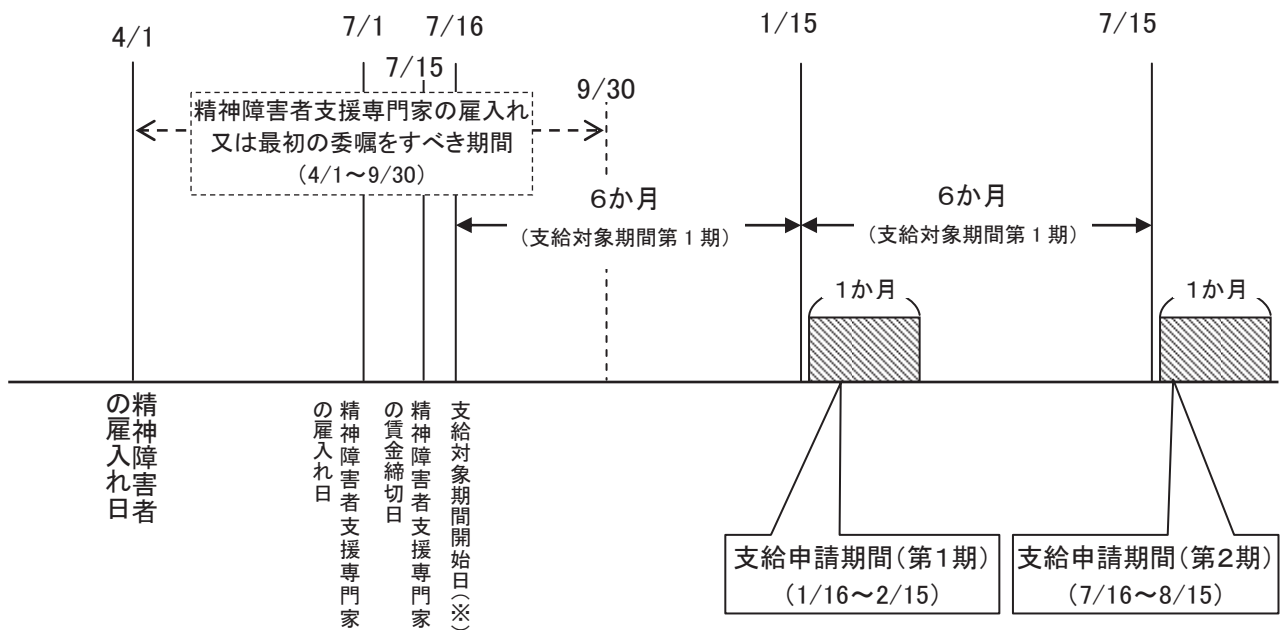 4/1
7/1
7/15
7/16
9/30
1/15
7/15
精神障害者支援専門家の雇入れ
又は最初の委嘱をすべき期間
(4/1～9/30)
6か月
(支給対象期間第1期)
6か月
(支給対象期間第1期)
1か月
1か月
精神障害者
の雇入れ日
精神障害者支援専門家
の雇入れ日
精神障害者支援専門家
の賃金締切日
支給対象期間開始日(※)
支給申請期間(第1期)
(1/16～2/15)
支給申請期間(第2期)
(7/16～8/15)